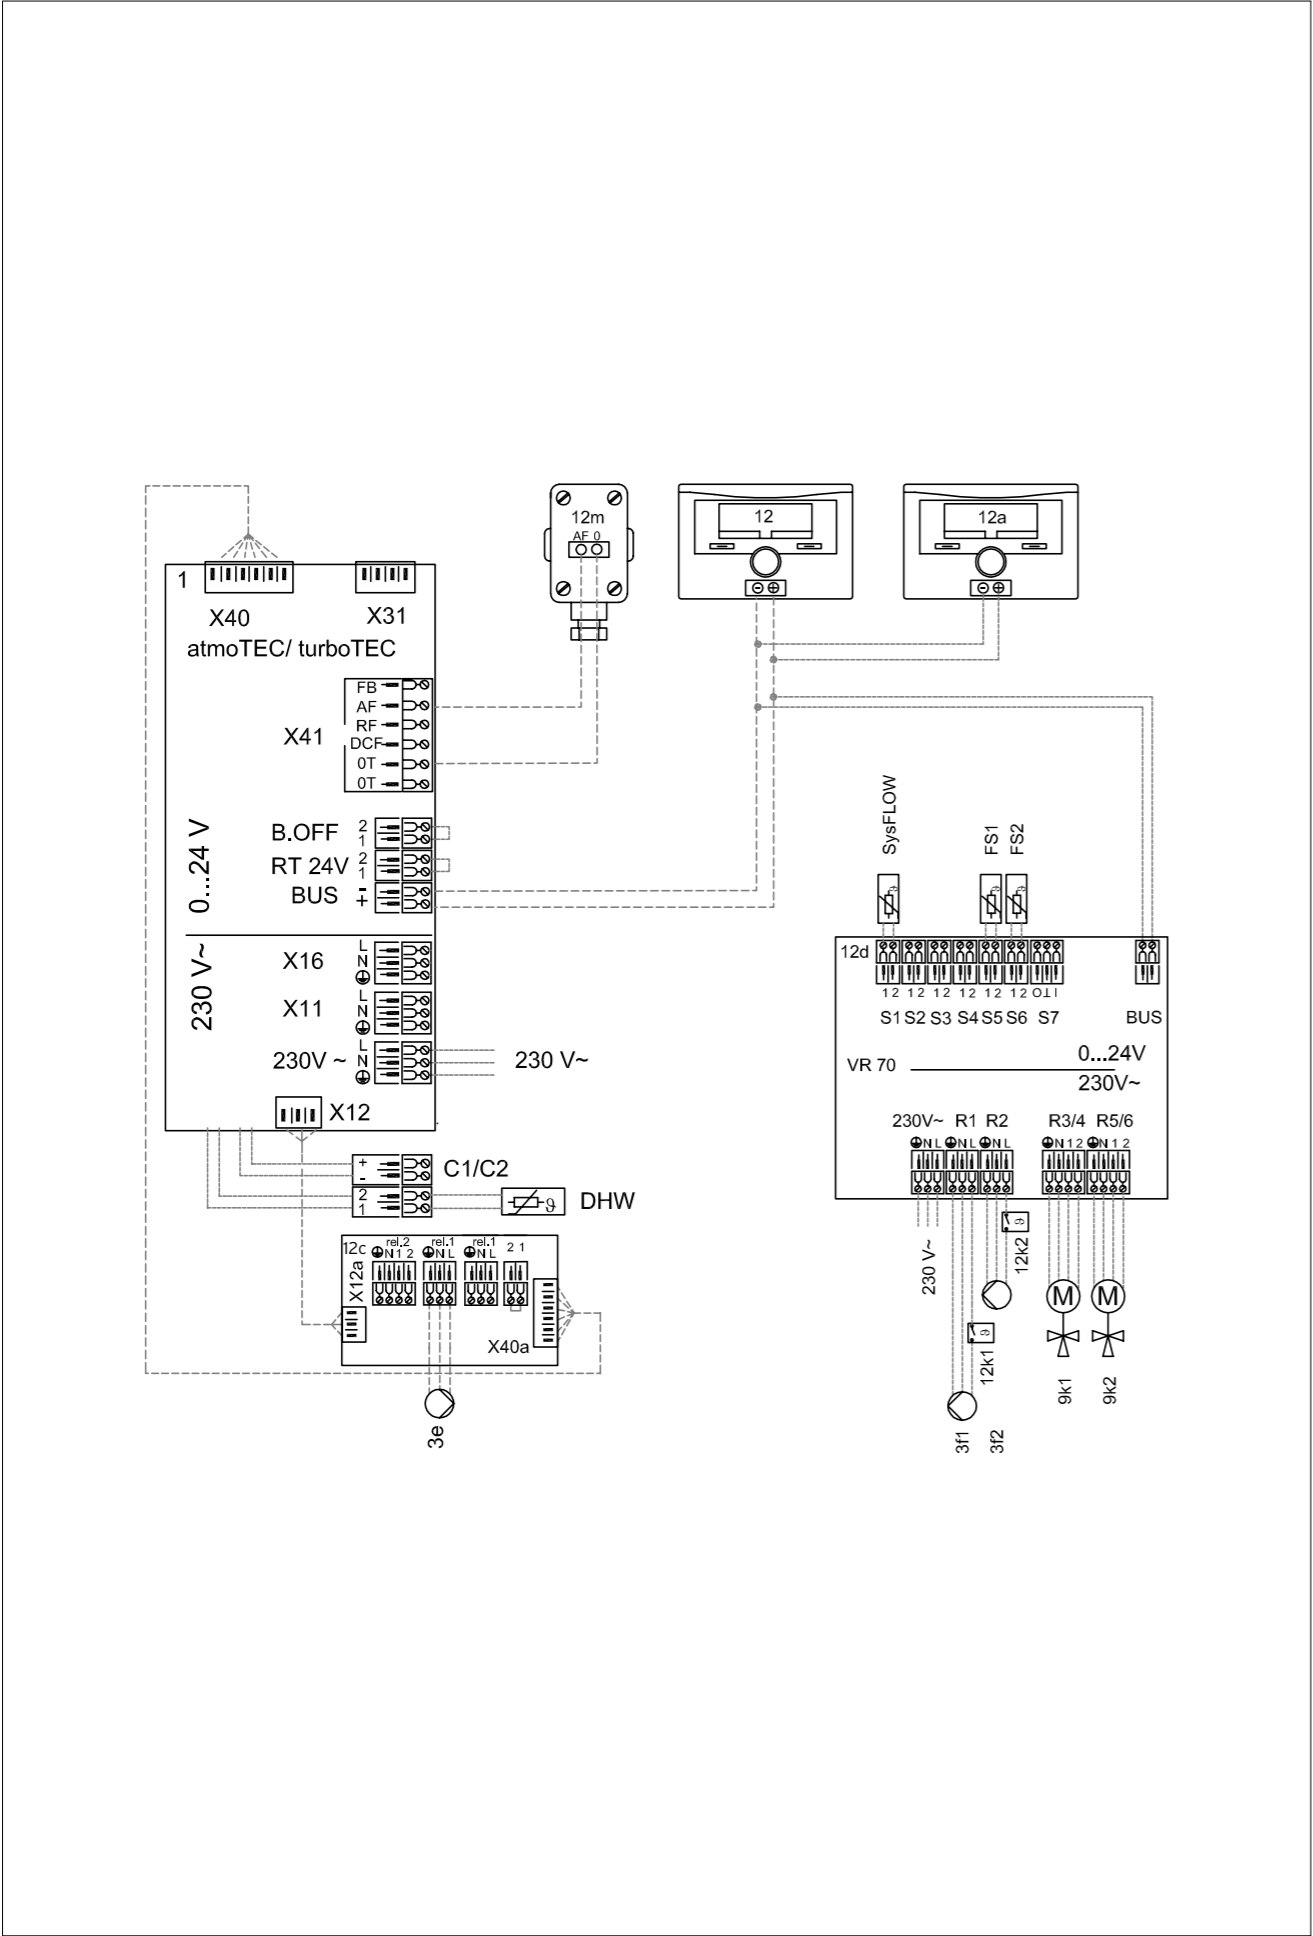 12m
AF 0
12
12a
1
X40
X31
atmoTEC/ turboTEC
X41
FB
AF
RF
DCF
0T
0T
0...24 V
B.OFF
2
1
RT 24V
2
1
BUS
-
+
230 V~
X16
L
N
X11
L
N
230V ~
L
N
230 V~
X12
+
-
C1/C2
2
1
ϑ
DHW
12c
rel.2
N 1 2
rel.1
N L
rel.1
N L
2 1
X12a
X40a
3e
SysFLOW
FS1
FS2
ϑ
ϑ
ϑ
12d
1 2
1 2
1 2
1 2
1 2
1 2
O⊥I
S1
S2
S3
S4
S5
S6
S7
BUS
VR 70
0...24V
230V~
230V~
R1
R2
R3/4
R5/6
N L
N L
N L
N 1 2
N 1 2
230 V~
ϑ
12k2
ϑ
12k1
M
M
9k1
9k2
3f1
3f2